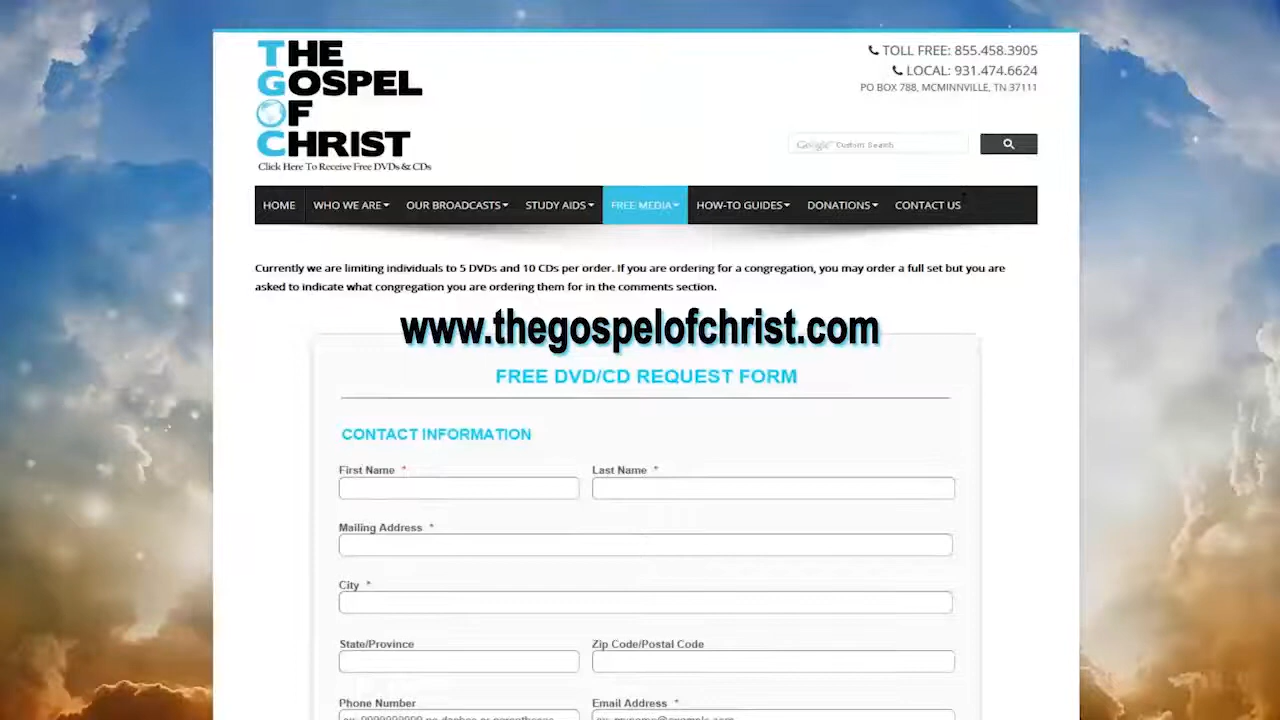 THE
GOSPEL
OF
CHRIST
Click Here To Receive Free DVDs & CDs
TOLL FREE: 855.458.3905
LOCAL: 931.474.6624
PO BOX 788, MCMINNVILLE, TN 37111
Google Custom Search
HOME WHO WE ARE OUR BROADCASTS STUDY AIDS FREE MEDIA HOW-TO GUIDES DONATIONS CONTACT US
Currently we are limiting individuals to 5 DVDs and 10 CDs per order. If you are ordering for a congregation, you may order a full set but you are
asked to indicate what congregation you are ordering them for in the comments section.
www.thegospelofchrist.com
FREE DVD/CD REQUEST FORM
CONTACT INFORMATION
First Name * Last Name *
Mailing Address *
City *
State/Province Zip Code/Postal Code
Phone Number Email Address *